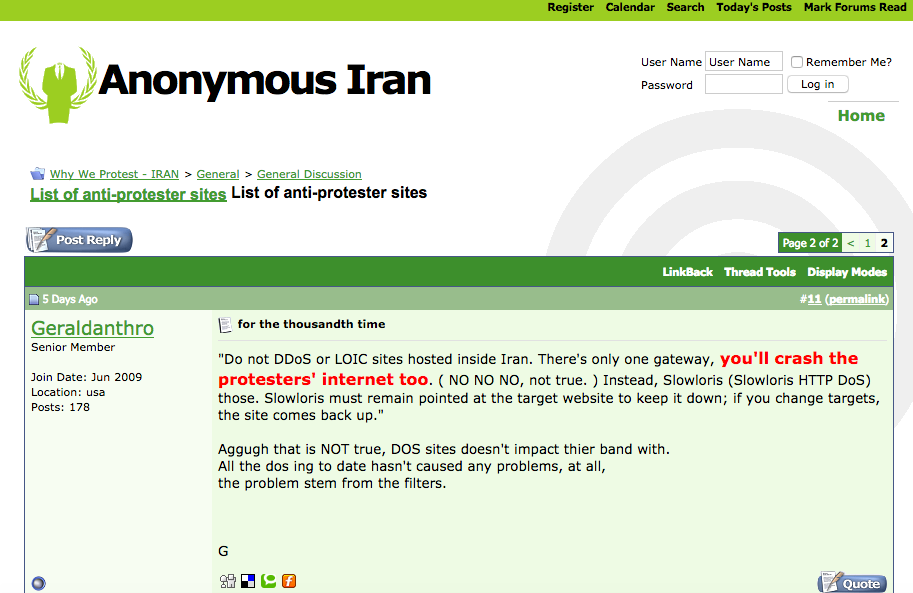 Register Calendar Search Today's Posts Mark Forums Read
Anonymous Iran
User Name User Name Remember Me?
Password Log in
Home
Why We Protest - IRAN > General > General Discussion
List of anti-protester sites List of anti-protester sites
Post Reply
Page 2 of 2 < 1 2
LinkBack Thread Tools Display Modes
5 Days Ago #11 (permalink)
Geraldanthro
Senior Member
Join Date: Jun 2009
Location: usa
Posts: 178
for the thousandth time
"Do not DDoS or LOIC sites hosted inside Iran. There's only one gateway, you'll crash the
protesters' internet too. ( NO NO NO, not true. ) Instead, Slowloris (Slowloris HTTP DoS)
those. Slowloris must remain pointed at the target website to keep it down; if you change targets,
the site comes back up."
Aggugh that is NOT true, DOS sites doesn't impact thier band with.
All the dos ing to date hasn't caused any problems, at all,
the problem stem from the filters.
G
Quote